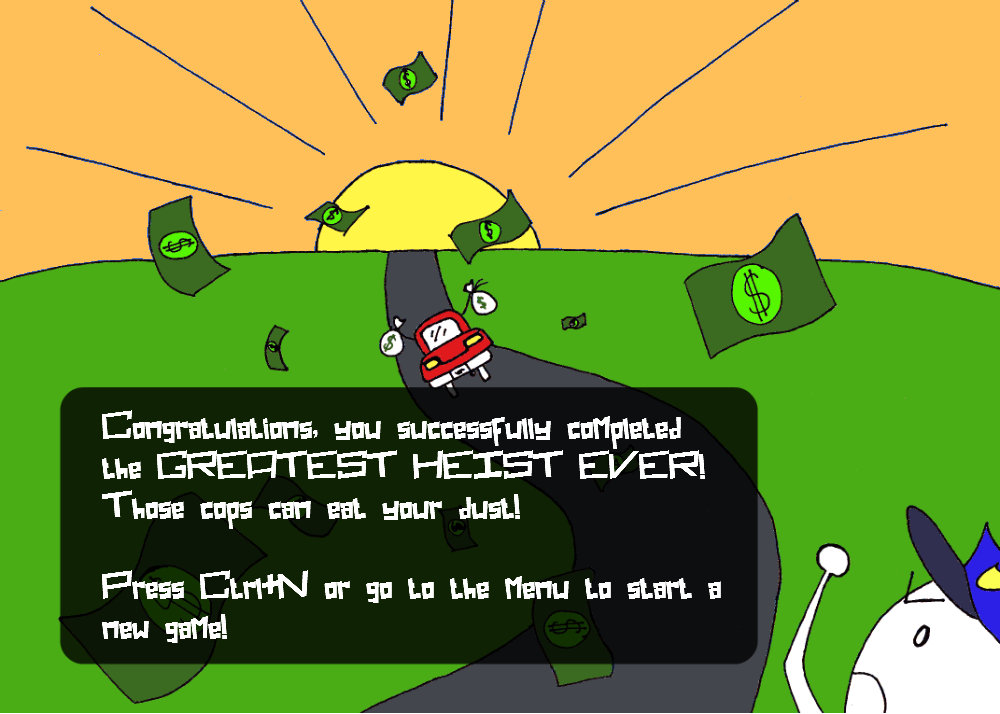 Congratulations, you successfully completed
the GREATEST HEIST EVER!
Those cops can eat your dust!
Press Ctrl+N or go to the Menu to start a
new game!